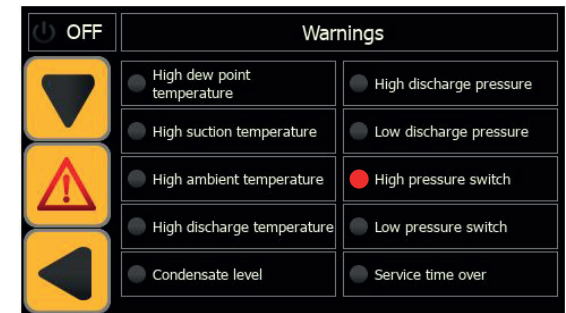 OFF
Warnings
High dew point
temperature
High discharge pressure
High suction temperature
Low discharge pressure
High ambient temperature
High pressure switch
High discharge temperature
Low pressure switch
Condensate level
Service time over